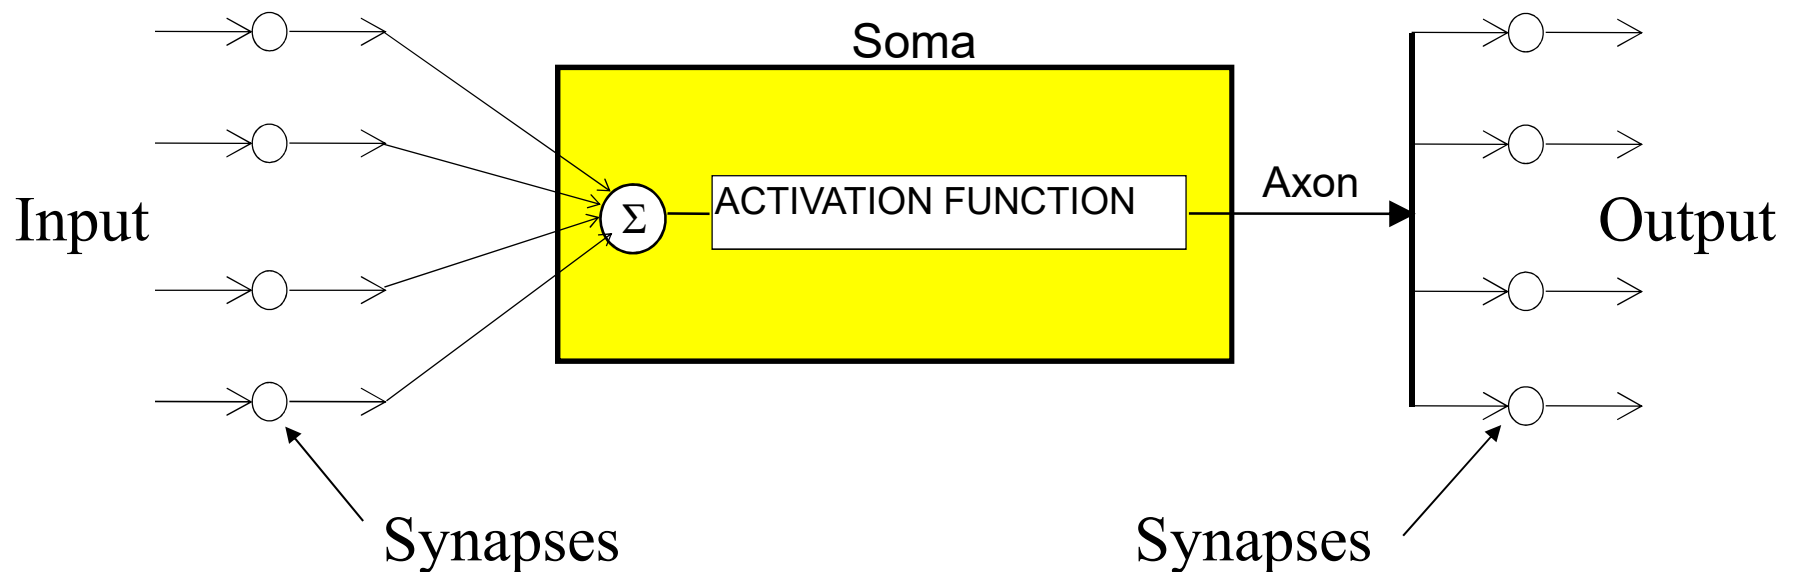 Soma
Input
Σ
ACTIVATION FUNCTION
Axon
Output
Synapses
Synapses